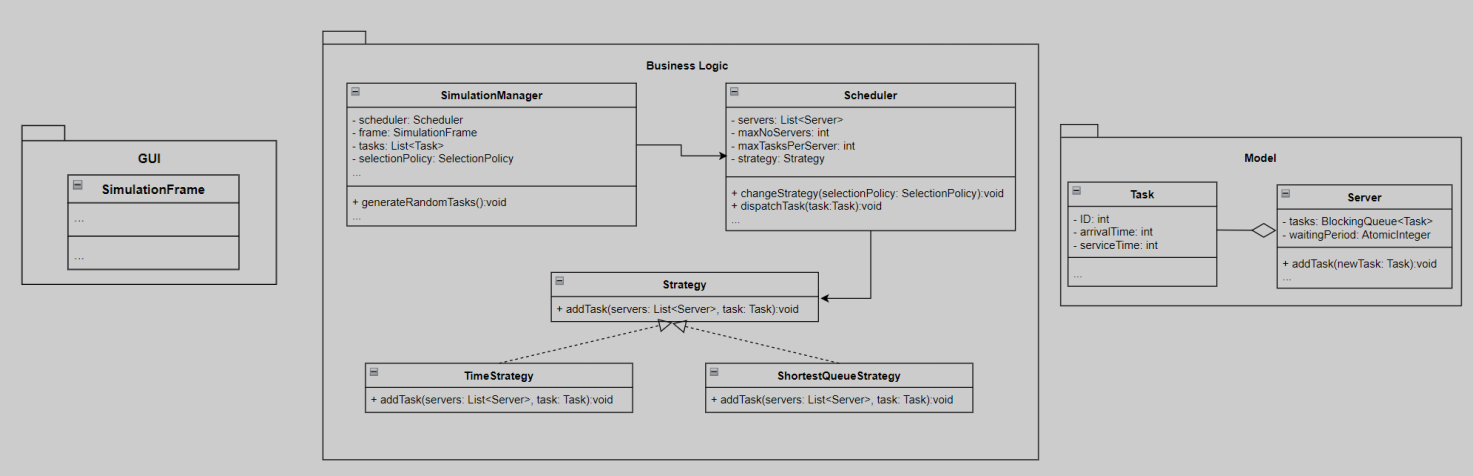 GUI
SimulationFrame
...
...
Business Logic
SimulationManager
- scheduler: Scheduler
- frame: SimulationFrame
- tasks: List<Task>
- selectionPolicy: SelectionPolicy
...
+ generateRandomTasks():void
...
Scheduler
- servers: List<Server>
- maxNoServers: int
- maxTasksPerServer: int
- strategy: Strategy
+ changeStrategy(selectionPolicy: SelectionPolicy):void
+ dispatchTask(task:Task):void
...
Strategy
+ addTask(servers: List<Server>, task: Task):void
TimeStrategy
+ addTask(servers: List<Server>, task: Task):void
ShortestQueueStrategy
+ addTask(servers: List<Server>, task: Task):void
Model
Task
- ID: int
- arrivalTime: int
- serviceTime: int
...
Server
- tasks: BlockingQueue<Task>
- waitingPeriod: AtomicInteger
+ addTask(newTask: Task):void
...